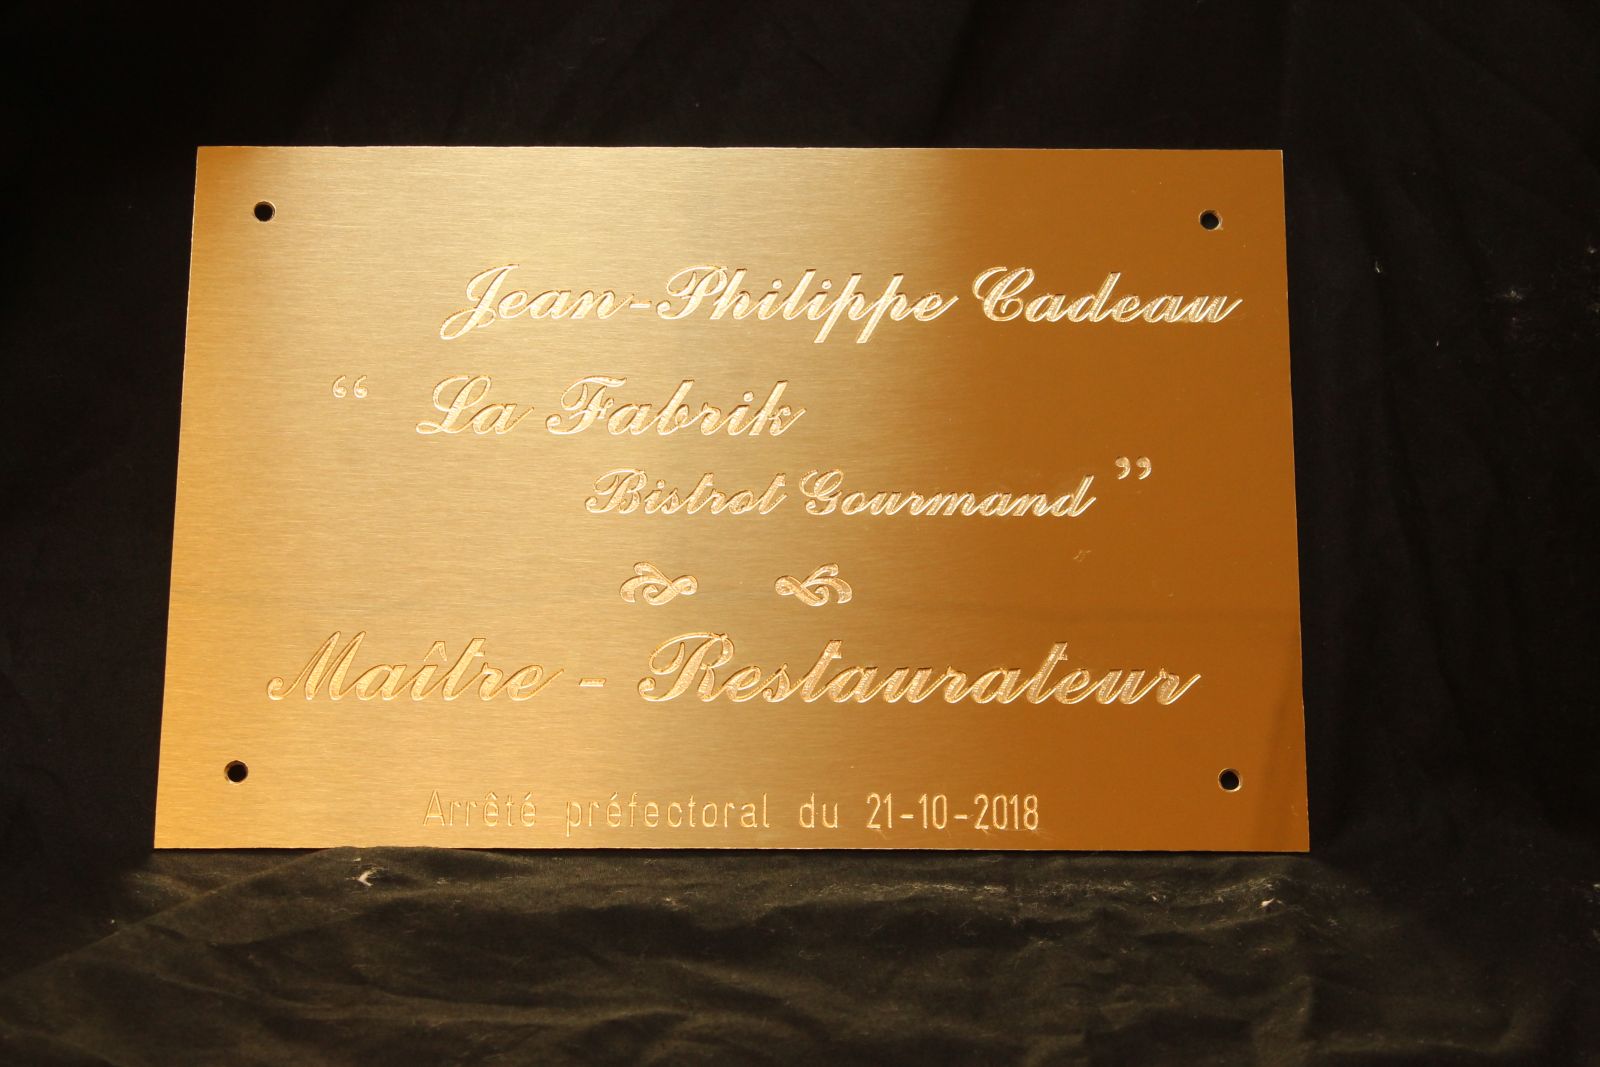 Jean-Philippe Cadeau
“ La Fabrik
Bistrot Gourmand ”
Maître - Restaurateur
Arrêté préfectoral du 21-10-2018